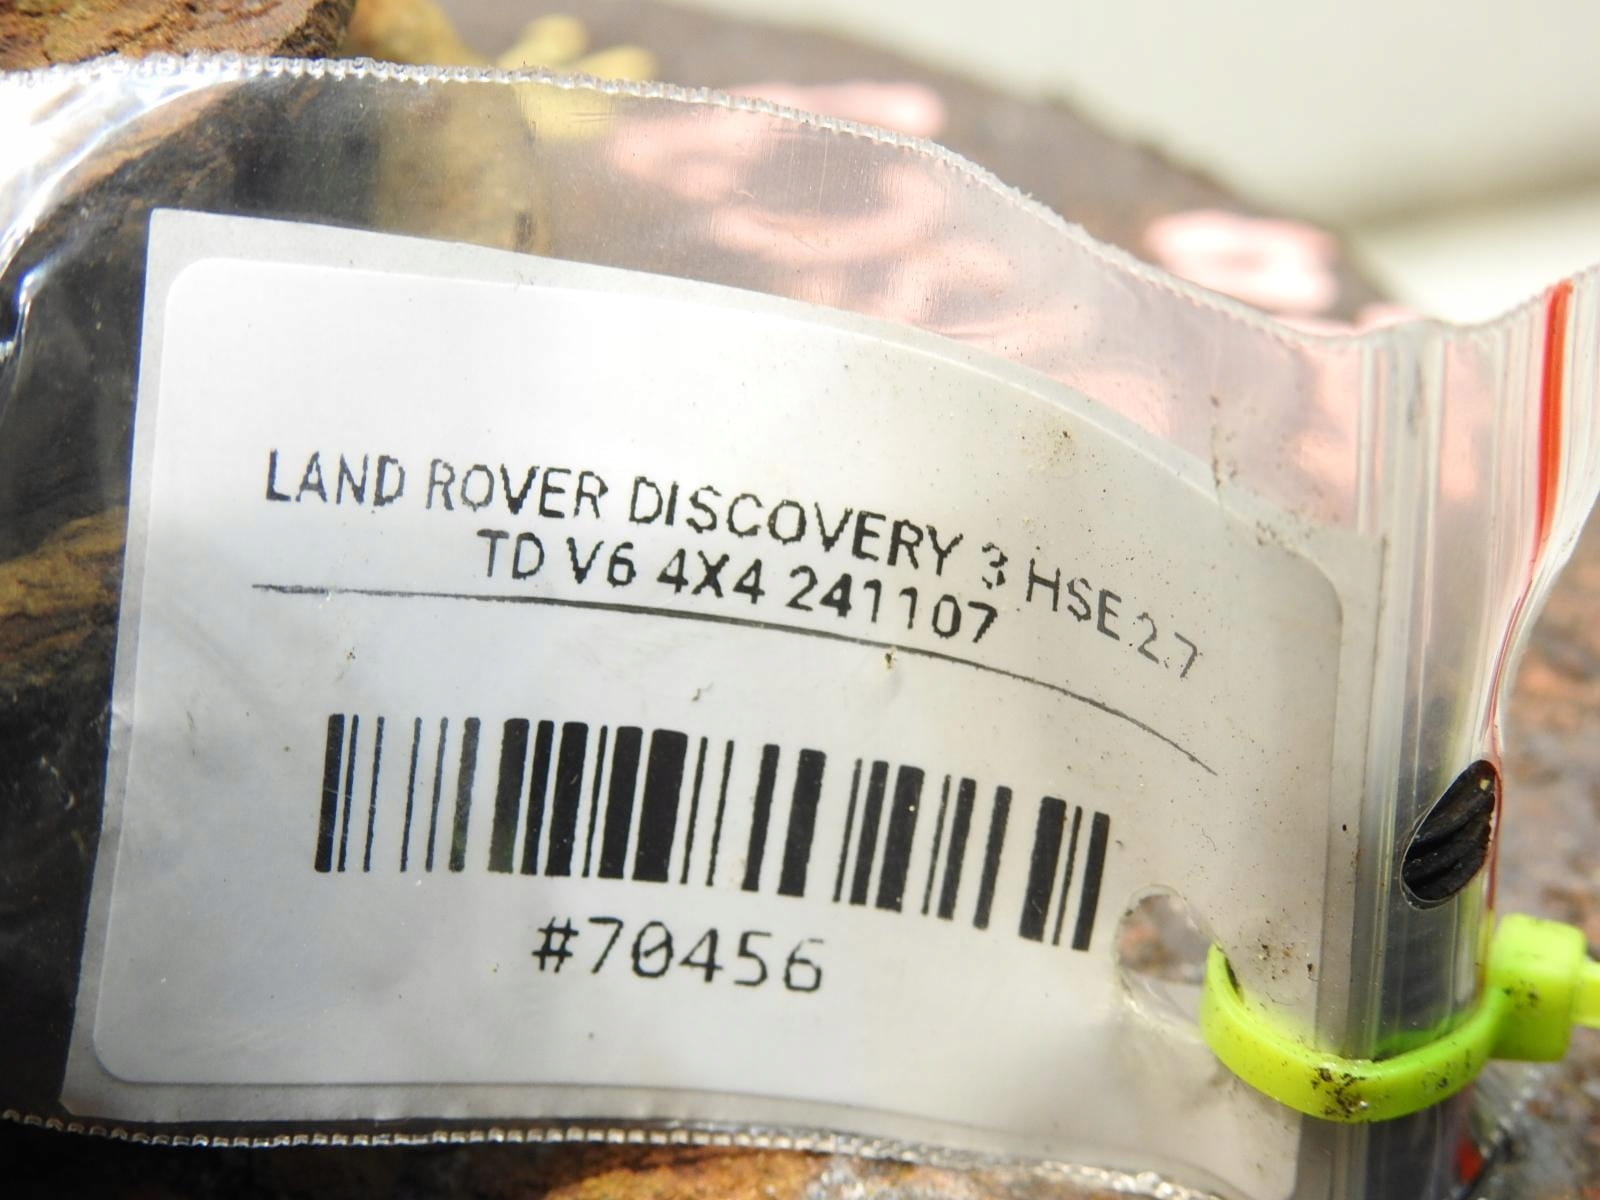 LAND ROVER DISCOVERY 3 HSE 2.7
TD V6 4X4 241107
#70456